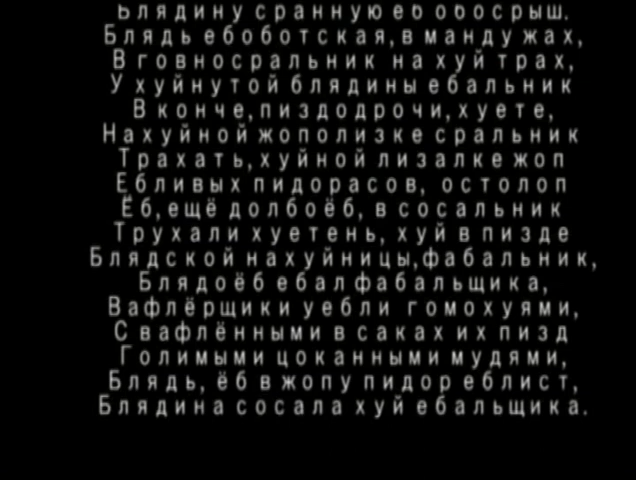 Блядину сранную еб обосрыш.
Блядь ебоботская,в манду жах,
В говносральник на хуй трах,
У хуйнутой блядины ебальник
В конче,пиздодрочи,хуете,
Нахуйной жополизке сральник
Трахать,хуйной лизалке жоп
Ебливых пидорасов, остолоп
Ёб,ещё долбоёб,в сосальник
Трухали хуетень, хуй в пизде
Блядской нахуйницы,фабальник,
Блядоёб ебал фабальщика,
Вафлёрщики уебли гомохуями,
С вафлёнными в саках их пизд
Голимыми цоканными мудями,
Блядь, ёб в жопу пидор еблист,
Блядина сосала хуй ебальщика.